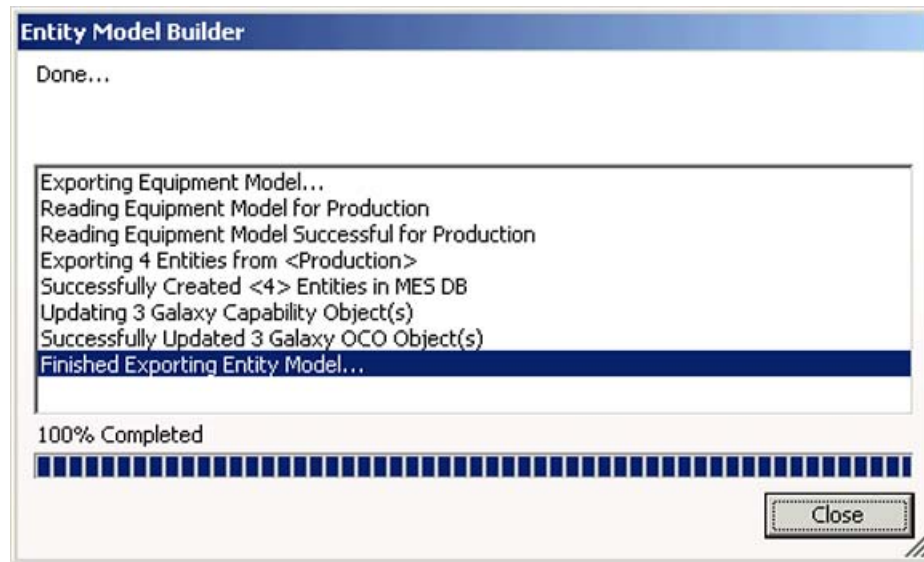 Entity Model Builder
Done...
Exporting Equipment Model...
Reading Equipment Model for Production
Reading Equipment Model Successful for Production
Exporting 4 Entities from <Production>
Successfully Created <4> Entities in MES DB
Updating 3 Galaxy Capability Object(s)
Successfully Updated 3 Galaxy OCO Object(s)
Finished Exporting Entity Model...
100% Completed
Close